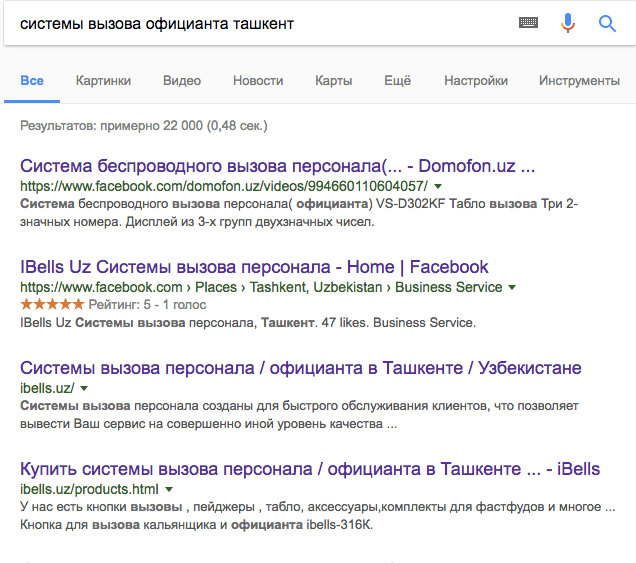 системы вызова официанта ташкент
Все Картинки Видео Новости Карты Ещё Настройки Инструменты
Результатов: примерно 22 000 (0,48 сек.)
Система беспроводного вызова персонала(... - Domofon.uz ...
https://www.facebook.com/domofon.uz/videos/994660110604057/
Система беспроводного вызова персонала( официанта) VS-D302KF Табло вызова Три 2-
значных номера. Дисплей из 3-х групп двухзначных чисел.
IBells Uz Системы вызова персонала - Home | Facebook
https://www.facebook.com › Places › Tashkent, Uzbekistan › Business Service
Рейтинг: 5 - 1 голос
IBells Uz Системы вызова персонала, Ташкент. 47 likes. Business Service.
Системы вызова персонала / официанта в Ташкенте / Узбекистане
ibells.uz/
Системы вызова персонала созданы для быстрого обслуживания клиентов, что позволяет
вывести Ваш сервис на совершенно иной уровень качества ...
Купить системы вызова персонала / официанта в Ташкенте ... - iBells
ibells.uz/products.html
У нас есть кнопки вызовы , пейджеры , табло, аксессуары,комплекты для фастфудов и многое ...
Кнопка для вызова кальянщика и официанта ibells-316K.